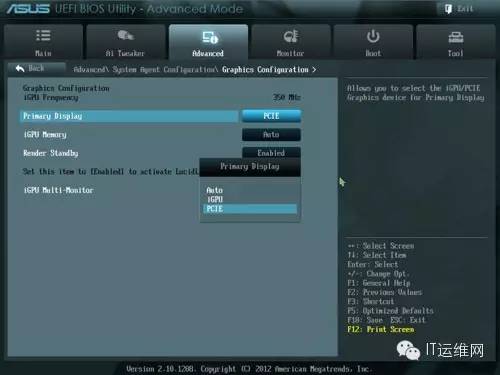 ASUS UEFI BIOS Utility - Advanced Mode
Exit
Main
Ai Tweaker
Advanced
Monitor
Boot
Tool
Back
Advanced\ System Agent Configuration\ Graphics Configuration >
Graphics Configuration
iGPU Frequency 350 MHz
Primary Display PCIE
iGPU Memory Auto
Render Standby Enabled
Set this item to [Enabled] to activate Lucid
iGPU Multi-Monitor
Primary Display
Auto
iGPU
PCIE
Allows you to select the iGPU/PCIE
Graphics device for Primary Display
→←: Select Screen
↑↓: Select Item
Enter: Select
+/-: Change Opt.
F1: General Help
F2: Previous Values
F3: Shortcut
F5: Optimized Defaults
F10: Save ESC: Exit
F12: Print Screen
Version 2.10.1208. Copyright (C) 2012 American Megatrends, Inc.
IT运维网